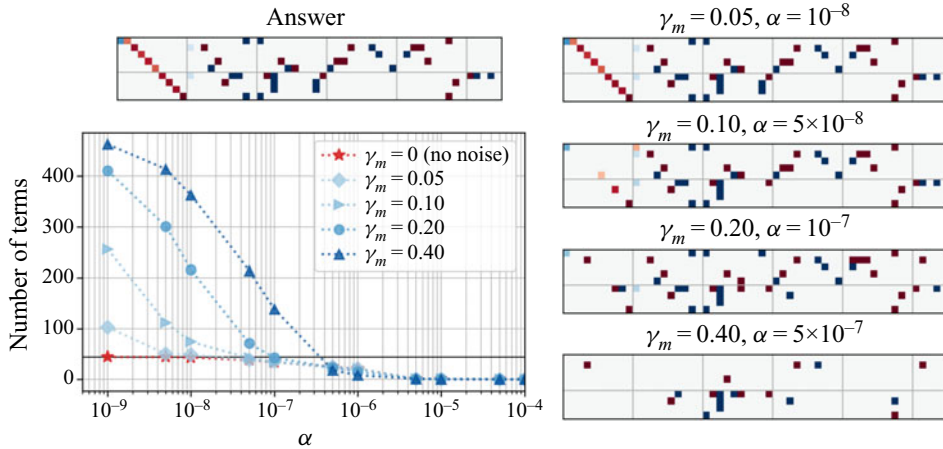 Answer
γm = 0.05, α = 10⁻⁸
γm = 0.10, α = 5×10⁻⁸
γm = 0.20, α = 10⁻⁷
γm = 0.40, α = 5×10⁻⁷
Number of terms
400
300
200
100
0
γm = 0 (no noise)
γm = 0.05
γm = 0.10
γm = 0.20
γm = 0.40
10⁻⁹ 10⁻⁸ 10⁻⁷ 10⁻⁶ 10⁻⁵ 10⁻⁴
α